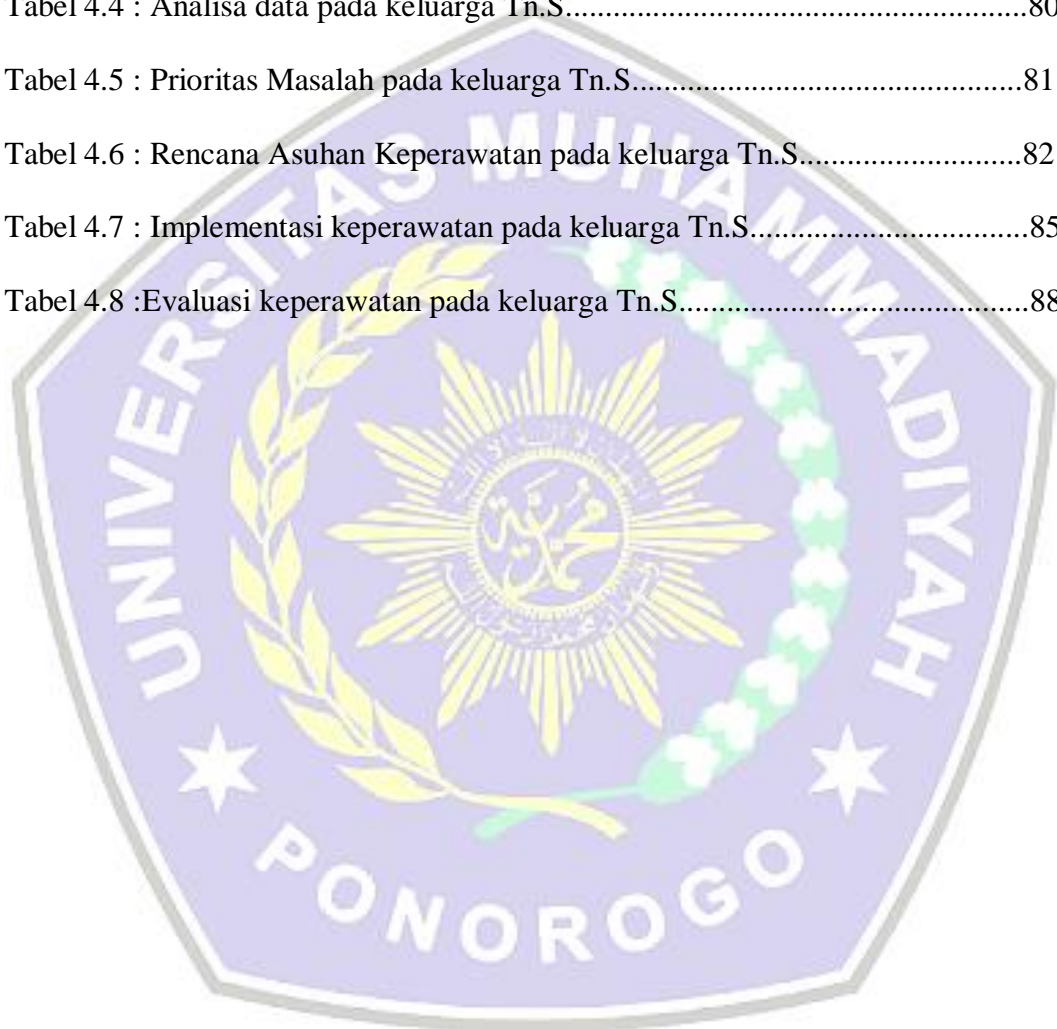 Tabel 4.4 : Analisa data pada keluarga Tn.S.............................................................80
Tabel 4.5 : Prioritas Masalah pada keluarga Tn.S....................................................81
Tabel 4.6 : Rencana Asuhan Keperawatan pada keluarga Tn.S.............................82
Tabel 4.7 : Implementasi keperawatan pada keluarga Tn.S...................................85
Tabel 4.8 :Evaluasi keperawatan pada keluarga Tn.S............................................88
UNIVERSITAS MUHAMMADIYAH
محمدية
PONOROGO